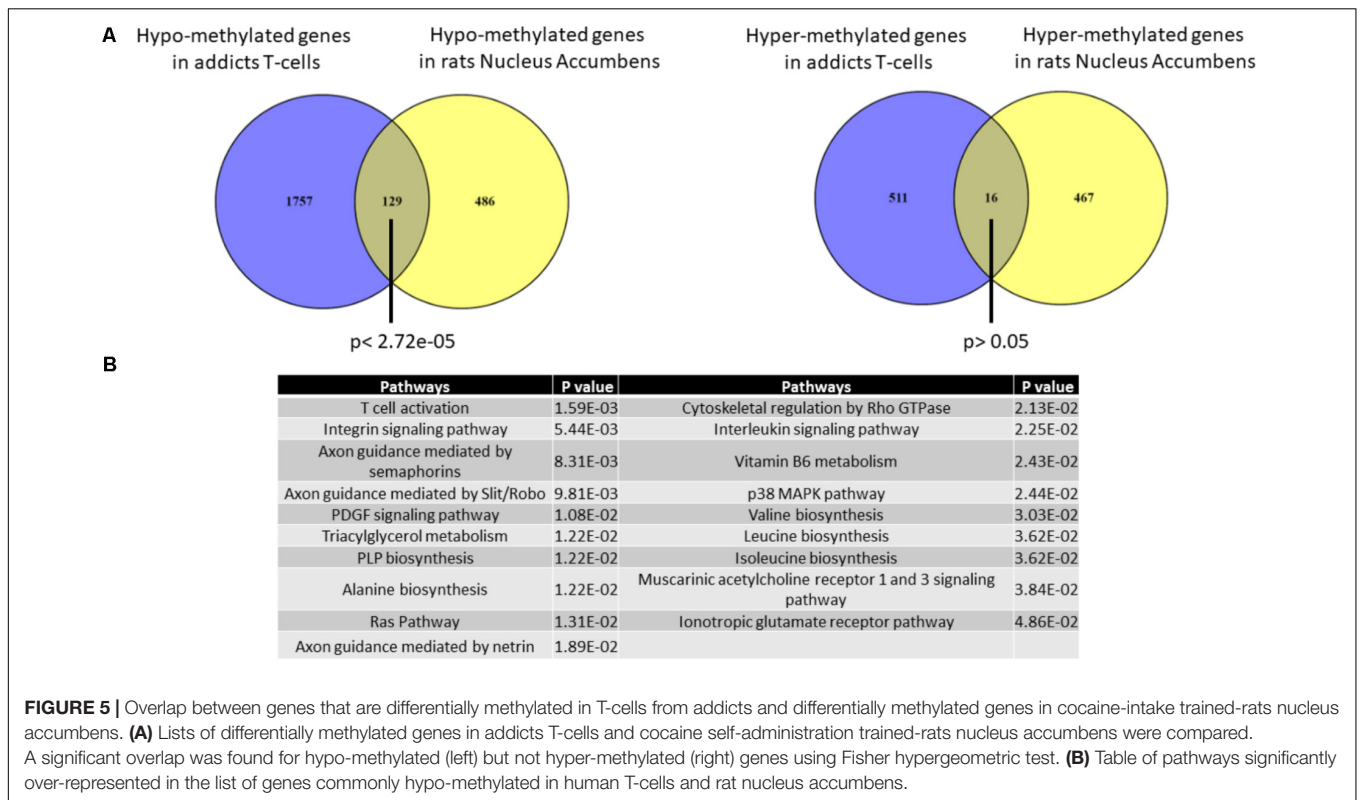 A
Hypo-methylated genes
in addicts T-cells
Hypo-methylated genes
in rats Nucleus Accumbens
Hyper-methylated genes
in addicts T-cells
Hyper-methylated genes
in rats Nucleus Accumbens
1757 129 486
511 16 467
p< 2.72e-05
p> 0.05
B
Pathways P value Pathways P value
T cell activation 1.59E-03 Cytoskeletal regulation by Rho GTPase 2.13E-02
Integrin signaling pathway 5.44E-03 Interleukin signaling pathway 2.25E-02
Axon guidance mediated by
semaphorins 8.31E-03 Vitamin B6 metabolism 2.43E-02
Axon guidance mediated by Slit/Robo 9.81E-03 p38 MAPK pathway 2.44E-02
PDGF signaling pathway 1.08E-02 Valine biosynthesis 3.03E-02
Triacylglycerol metabolism 1.22E-02 Leucine biosynthesis 3.62E-02
PLP biosynthesis 1.22E-02 Isoleucine biosynthesis 3.62E-02
Alanine biosynthesis 1.22E-02 Muscarinic acetylcholine receptor 1 and 3 signaling
pathway 3.84E-02
Ras Pathway 1.31E-02 Ionotropic glutamate receptor pathway 4.86E-02
Axon guidance mediated by netrin 1.89E-02
FIGURE 5 | Overlap between genes that are differentially methylated in T-cells from addicts and differentially methylated genes in cocaine-intake trained-rats nucleus
accumbens. (A) Lists of differentially methylated genes in addicts T-cells and cocaine self-administration trained-rats nucleus accumbens were compared.
A significant overlap was found for hypo-methylated (left) but not hyper-methylated (right) genes using Fisher hypergeometric test. (B) Table of pathways significantly
over-represented in the list of genes commonly hypo-methylated in human T-cells and rat nucleus accumbens.